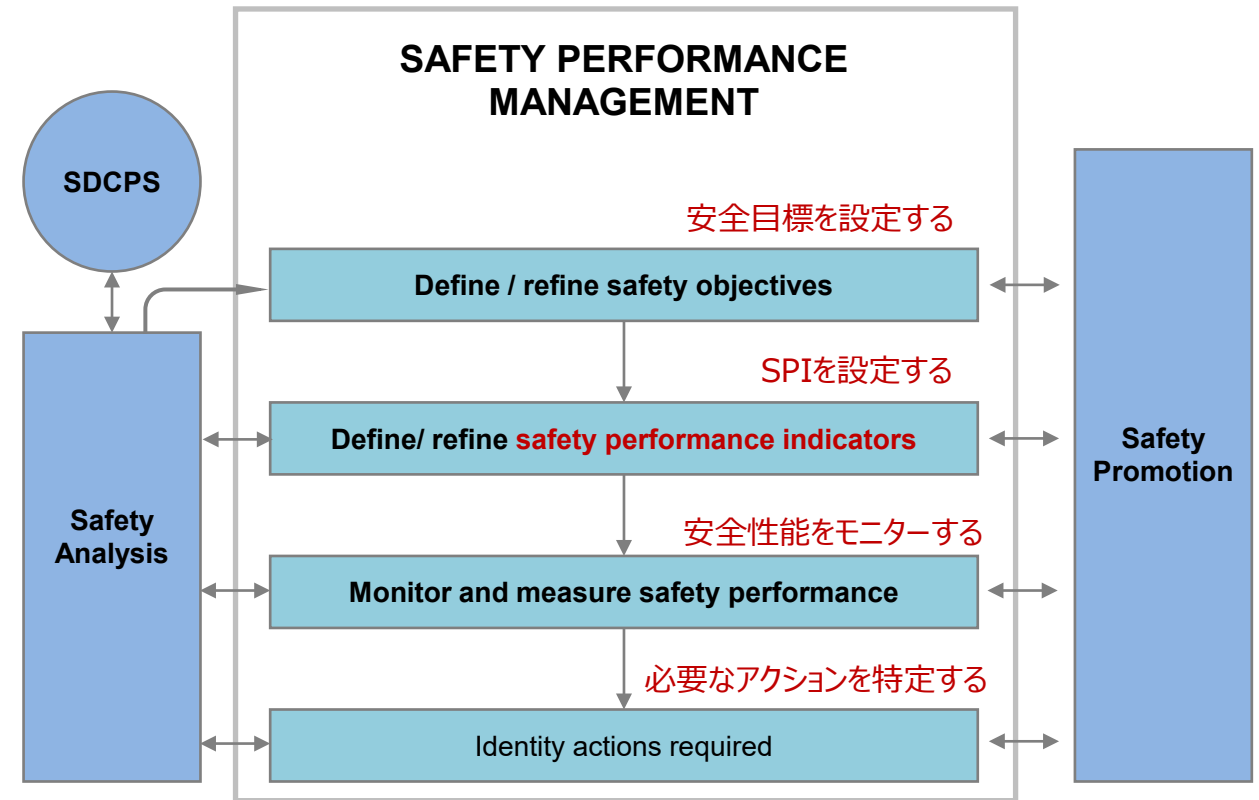 SAFETY PERFORMANCE
MANAGEMENT
SDCPS
安全目標を設定する
Define / refine safety objectives
SPIを設定する
Define/ refine safety performance indicators
Safety
Promotion
Safety
Analysis
安全性能をモニターする
Monitor and measure safety performance
必要なアクションを特定する
Identity actions required